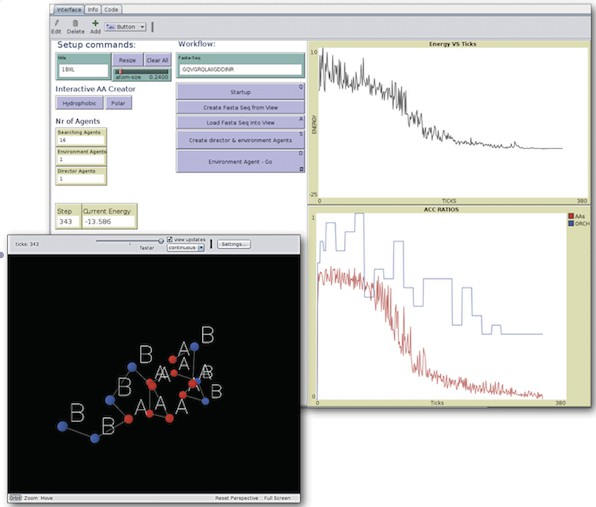 Interface Info Code
Edit Delete Add Button
Setup commands:
Workflow:
title
1BXL
Resize Clear All
atom-size 0.2400
Fasta-Seq
GQVGRQLAIIGDDINR
Interactive AA Creator
Hydrophobic Polar
Startup
Create Fasta Seq from View
Load Fasta Seq into View
Create director & environment Agents
Environment Agent - Go
Nr of Agents
Searching Agents
16
Environment Agents
1
Director Agents
1
Step
343
Current Energy
-13.586
Energy VS Ticks
10
ENERGY
-25
0 TICKS 380
ACC RATIOS
1
0
0 Ticks 380
AAs
ORCH
Ticks: 343
faster
view updates
continuous
Settings...
B
B
A
A
A
A
B
B
B
A
A
A
B
B
Orbit Zoom Move
Reset Perspective Full Screen